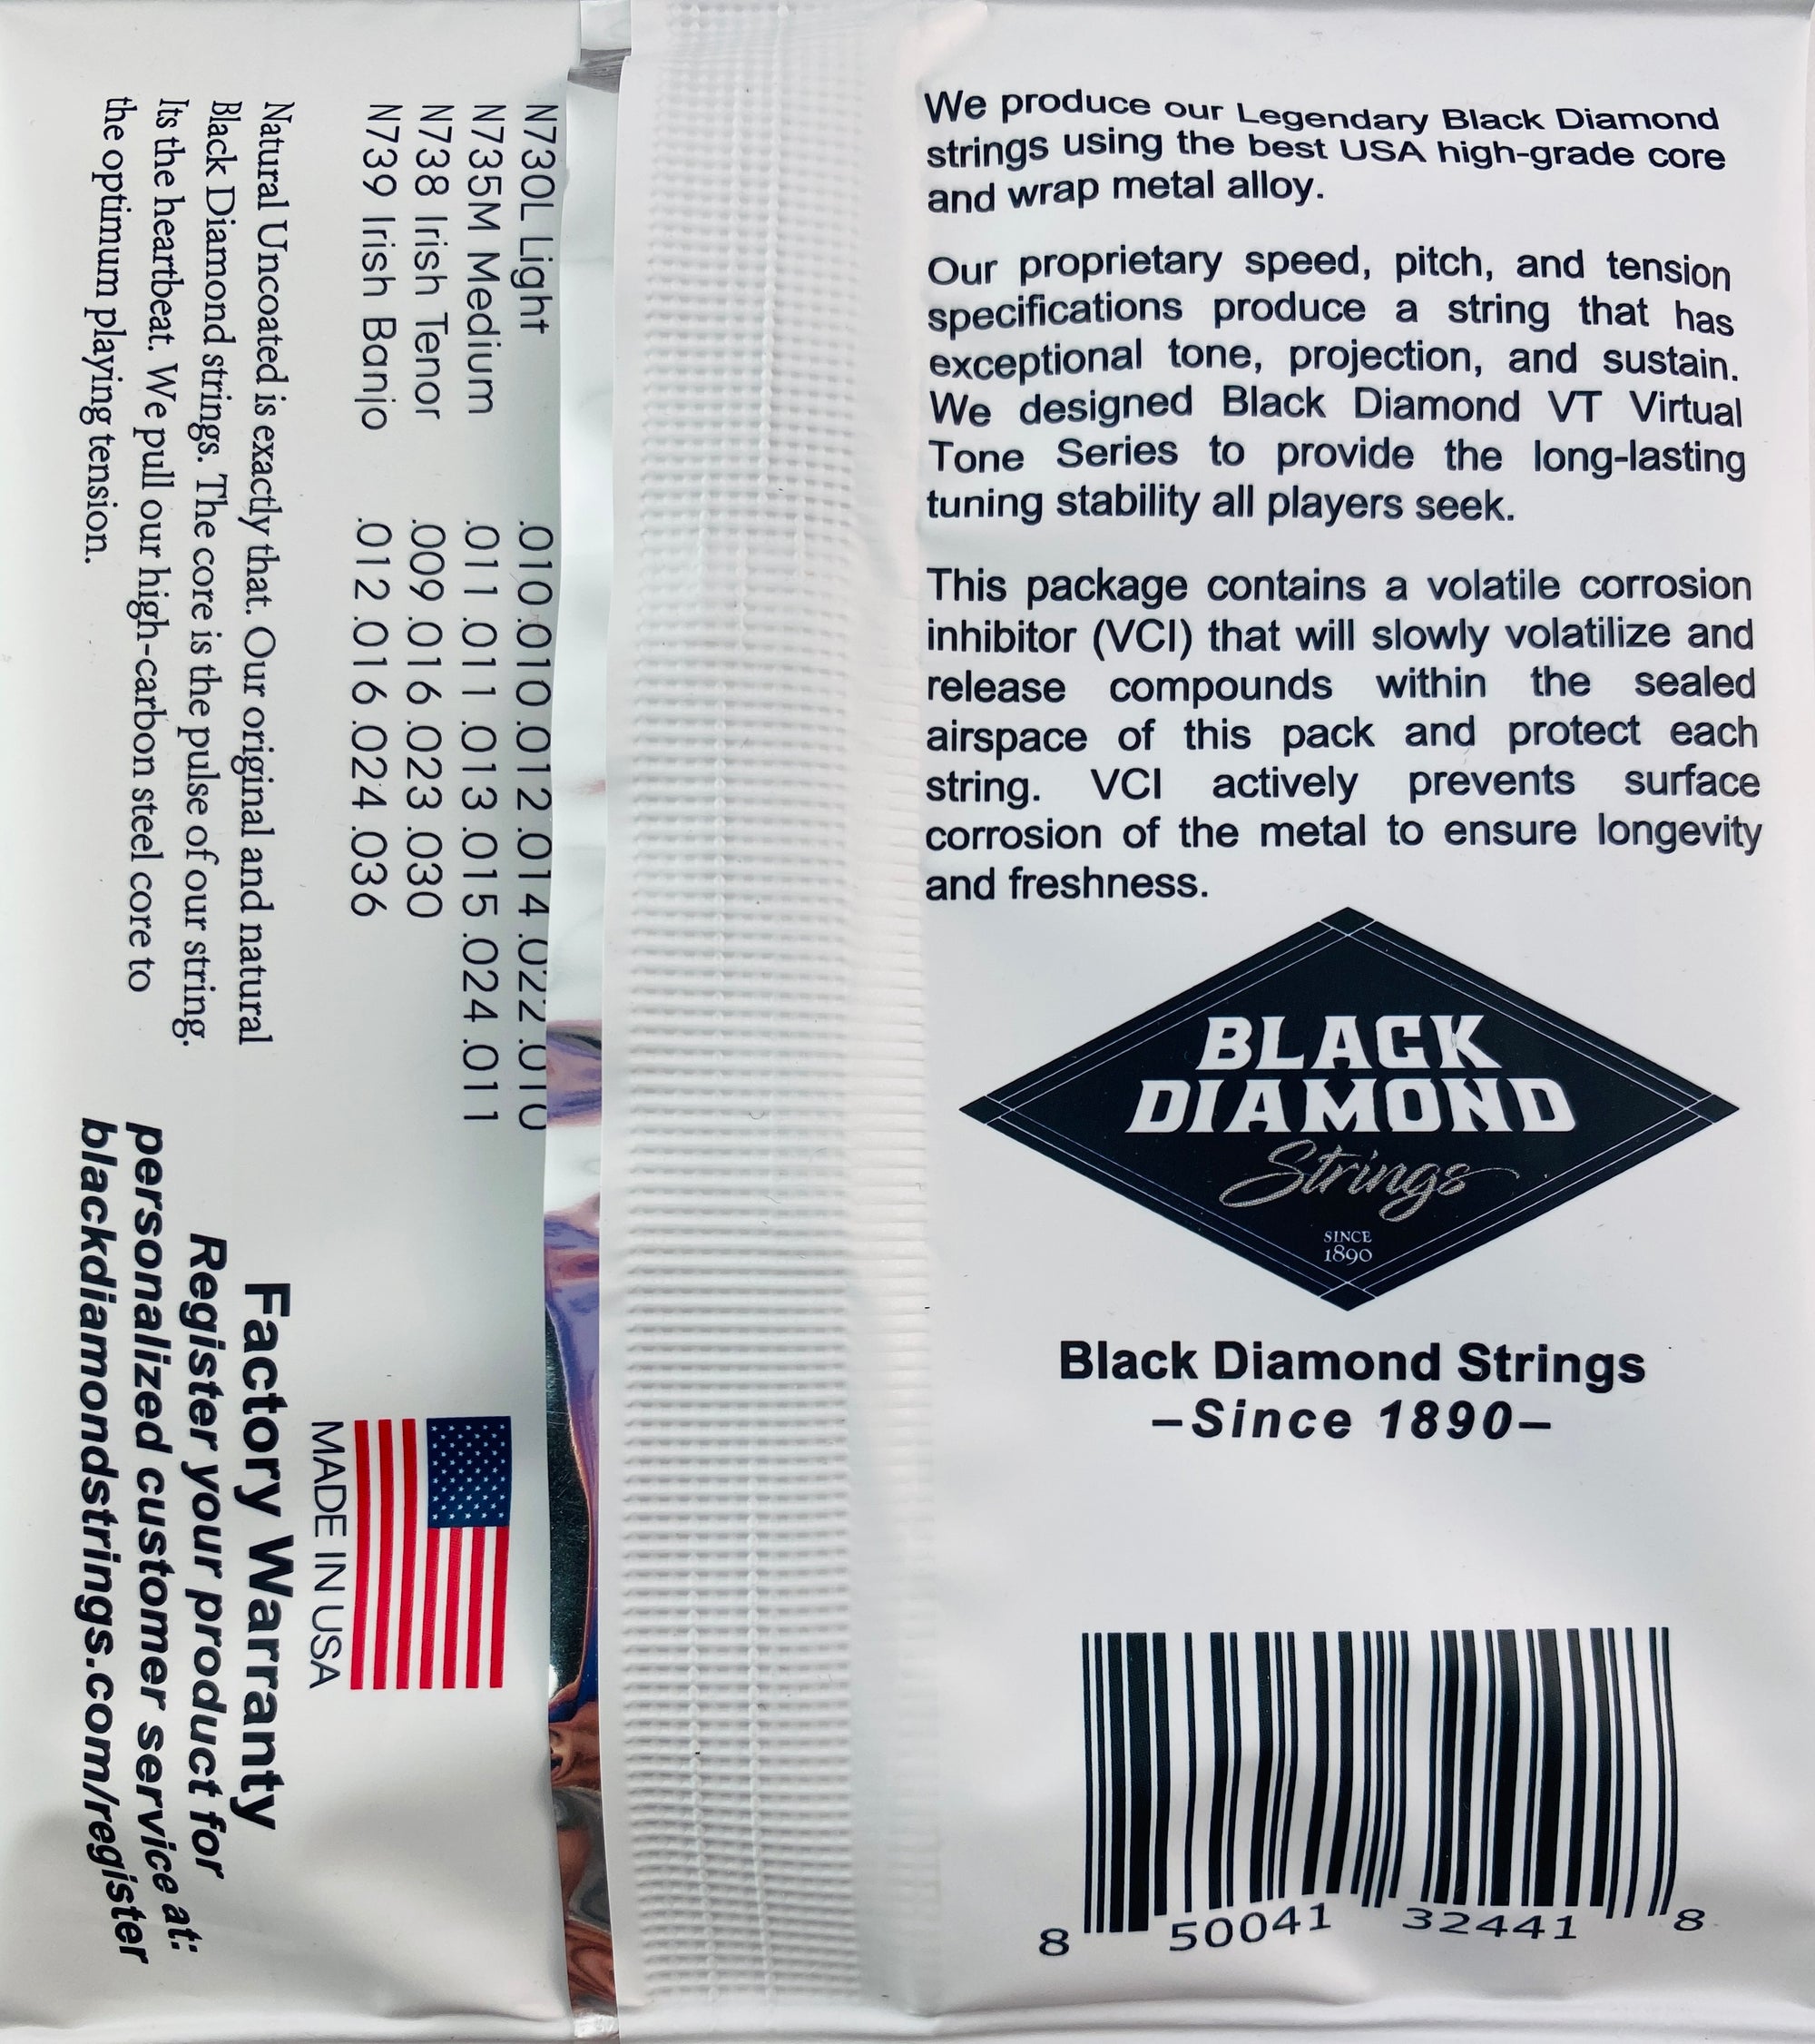 We produce our Legendary Black Diamond
strings using the best USA high-grade core
and wrap metal alloy.
Our proprietary speed, pitch, and tension
specifications produce a string that has
exceptional tone, projection, and sustain.
We designed Black Diamond VT Virtual
Tone Series to provide the long-lasting
tuning stability all players seek.
This package contains a volatile corrosion
inhibitor (VCI) that will slowly volatilize and
release compounds within the sealed
airspace of this pack and protect each
string. VCI actively prevents surface
corrosion of the metal to ensure longevity
and freshness.
BLACK
DIAMOND
Strings
SINCE
1890
Black Diamond Strings
–Since 1890–
8 50041 32441 8
N730L Light .010 .010 .012 .014 .022 .010
N735M Medium .011 .011 .013 .015 .024 .011
N738 Irish Tenor .009 .016 .023 .030
N739 Irish Banjo .012 .016 .024 .036
Natural Uncoated is exactly that. Our original and natural
Black Diamond strings. The core is the pulse of our string.
Its the heartbeat. We pull our high-carbon steel core to
the optimum playing tension.
MADE IN USA
Factory Warranty
Register your product for
personalized customer service at:
blackdiamondstrings.com/register